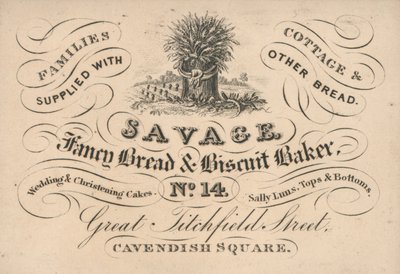 FAMILIES
SUPPLIED WITH
COTTAGE &
OTHER BREAD.
SAVAGE
Fancy Bread & Biscuit Baker,
Wedding & Christening Cakes.
No. 14.
Sally Luns, Tops & Bottoms.
Great Titchfield Street,
CAVENDISH SQUARE.